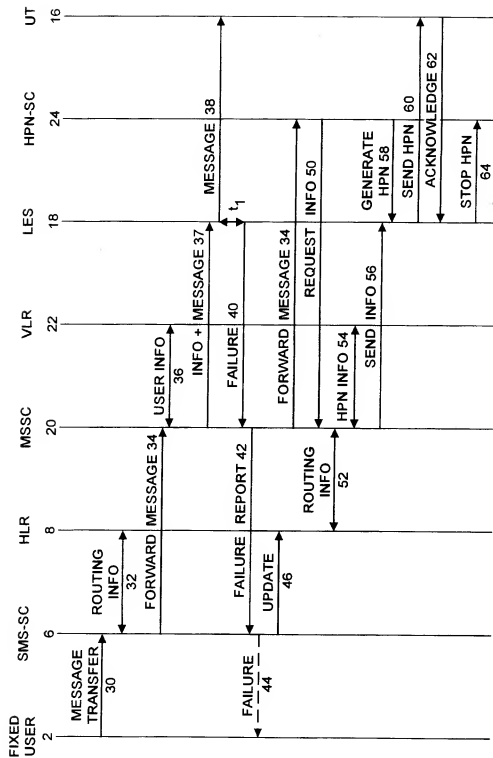 FIXED
USER
2
SMS-SC
6
HLR
8
MSSC
20
VLR
22
LES
18
HPN-SC
24
UT
16
MESSAGE
TRANSFER
30
ROUTING
INFO
32
FORWARD MESSAGE 34
USER INFO
36
INFO + MESSAGE 37
MESSAGE 38
t1
FAILURE 40
FAILURE REPORT 42
FAILURE
44
UPDATE
46
FORWARD MESSAGE 34
REQUEST INFO 50
ROUTING
INFO
52
HPN INFO 54
SEND INFO 56
GENERATE
HPN 58
SEND HPN 60
ACKNOWLEDGE 62
STOP HPN
64